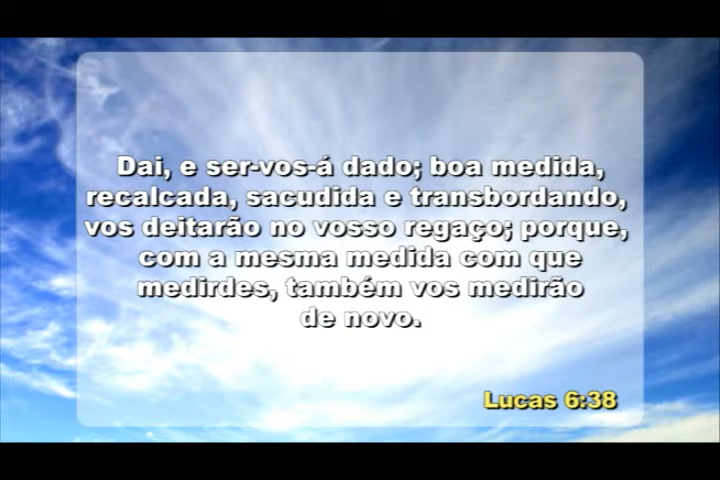 Dai, e ser-vos-á dado; boa medida,
recalcada, sacudida e transbordando,
vos deitarão no vosso regaço; porque,
com a mesma medida com que
medirdes, também vos medirão
de novo.
Lucas 6:38